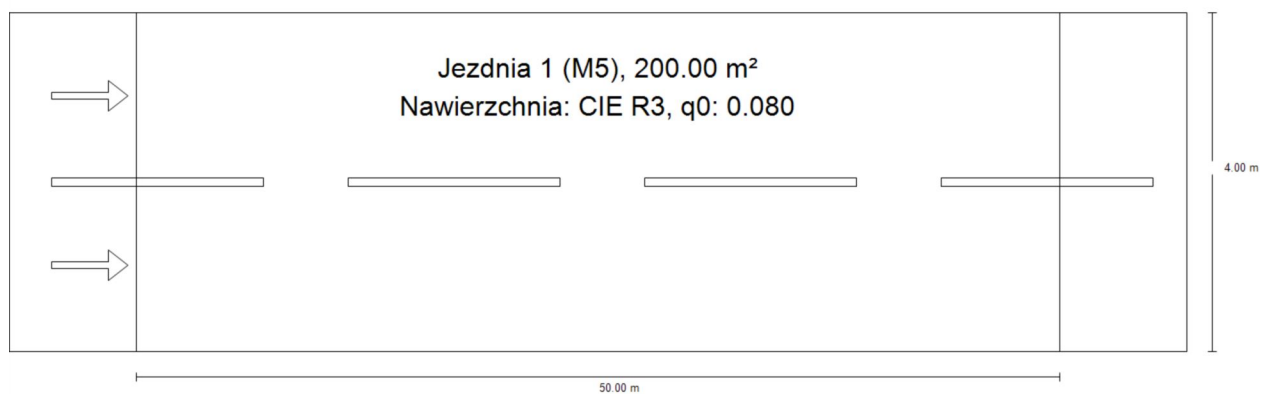 Jezdnia 1 (M5), 200.00 m²
Nawierzchnia: CIE R3, q0: 0.080
4.00 m
50.00 m